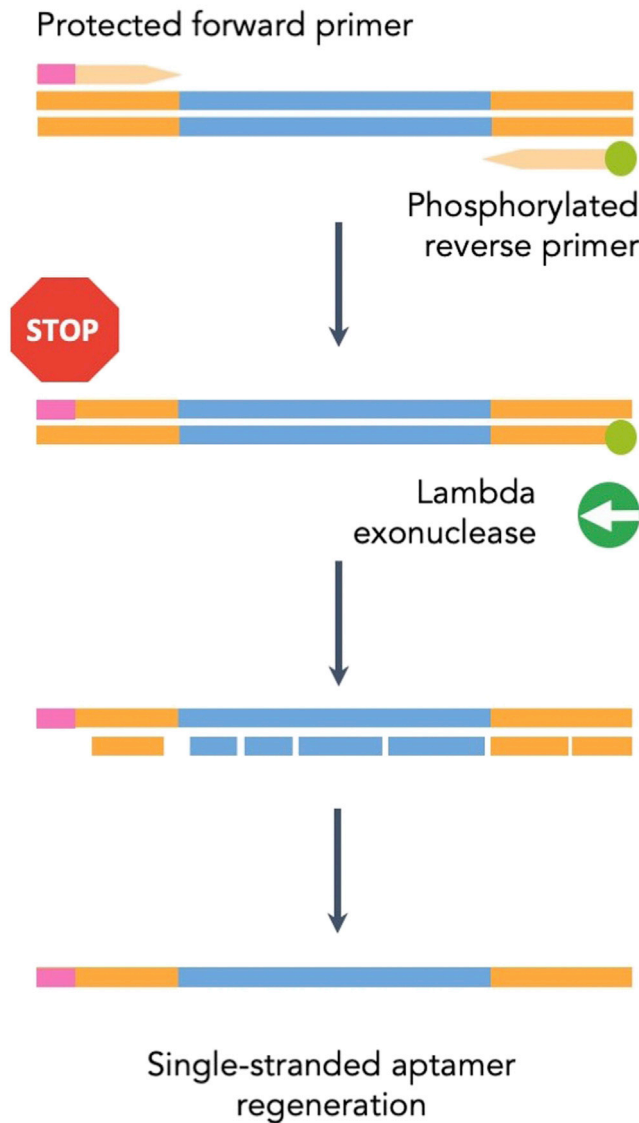 Protected forward primer
Phosphorylated
reverse primer
STOP
Lambda
exonuclease
Single-stranded aptamer
regeneration